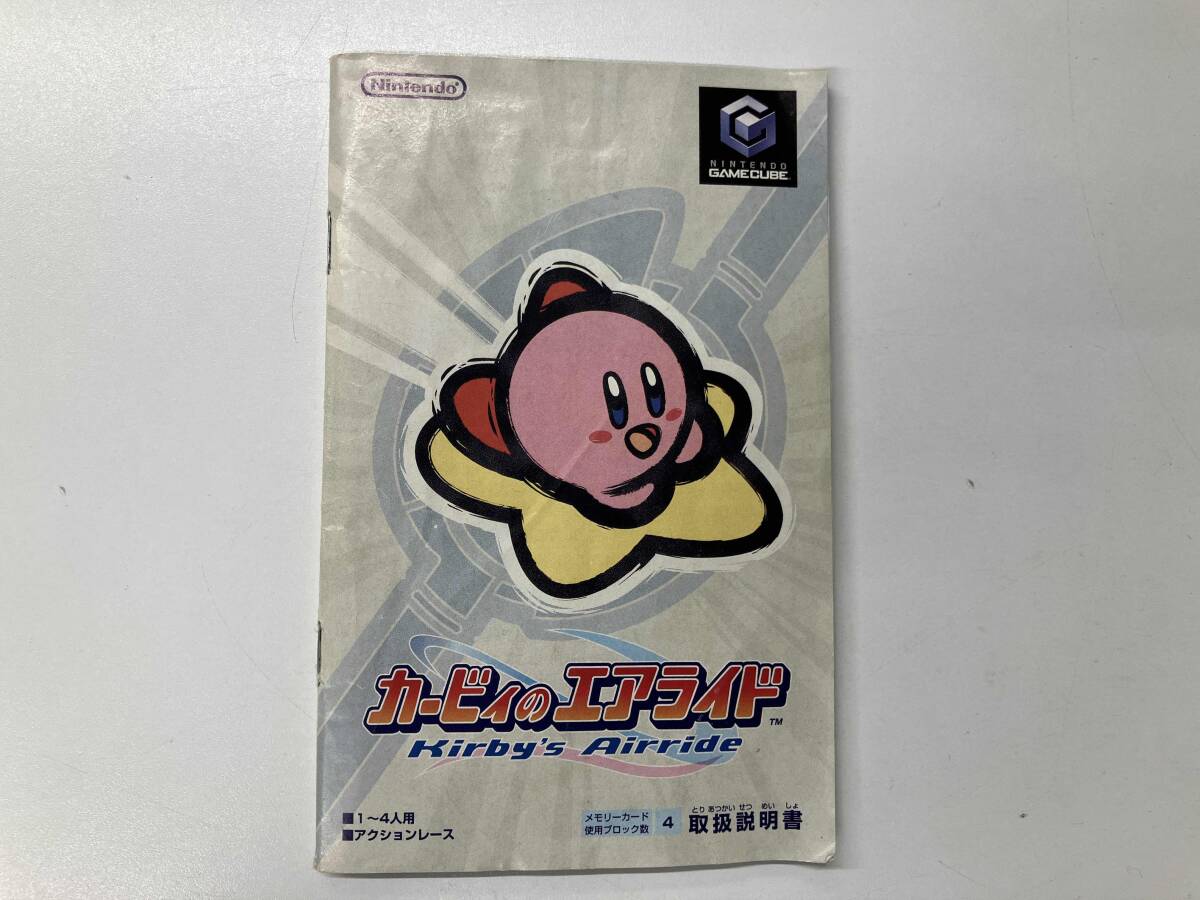 Nintendo®
NINTENDO
GAMECUBE™
カービィのエアライド™
Kirby's Airride
■1〜4人用
■アクションレース
メモリーカード
使用ブロック数
4
とり あつかい せつ めい しょ
取扱説明書